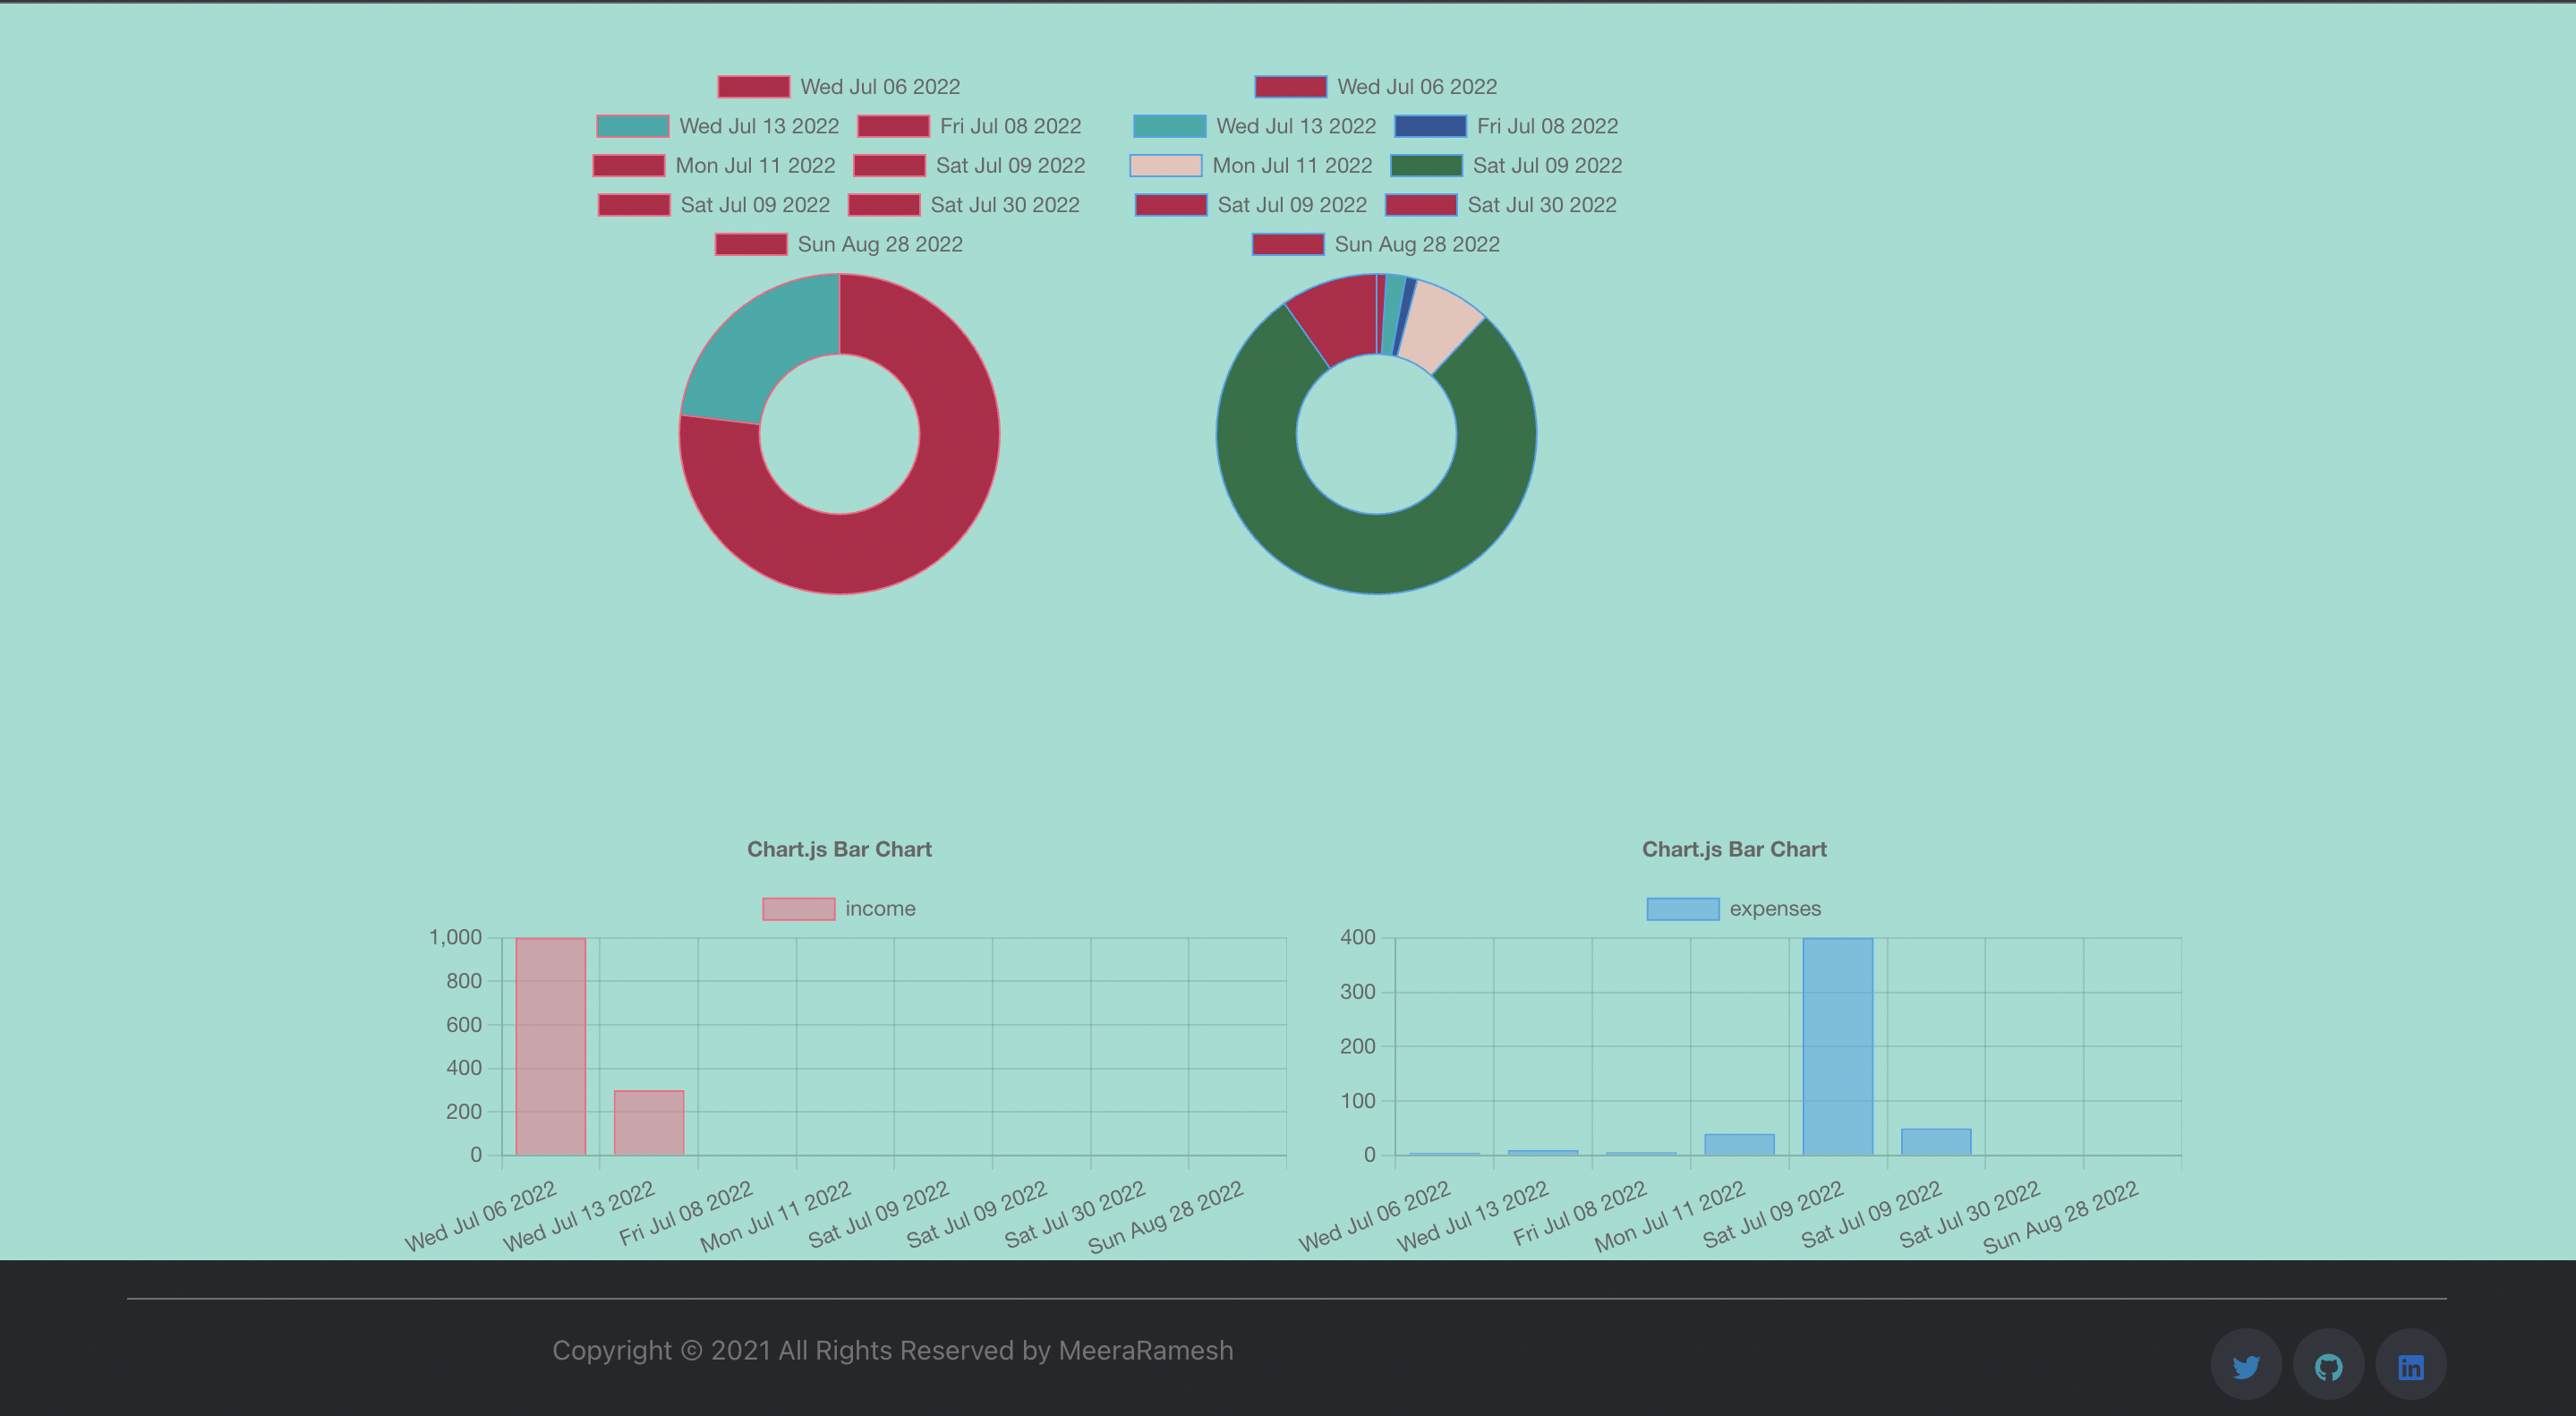 Wed Jul 06 2022
Wed Jul 13 2022 Fri Jul 08 2022
Mon Jul 11 2022 Sat Jul 09 2022
Sat Jul 09 2022 Sat Jul 30 2022
Sun Aug 28 2022
Wed Jul 06 2022
Wed Jul 13 2022 Fri Jul 08 2022
Mon Jul 11 2022 Sat Jul 09 2022
Sat Jul 09 2022 Sat Jul 30 2022
Sun Aug 28 2022
Chart.js Bar Chart
income
1,000
800
600
400
200
0
Wed Jul 06 2022
Wed Jul 13 2022
Fri Jul 08 2022
Mon Jul 11 2022
Sat Jul 09 2022
Sat Jul 09 2022
Sat Jul 30 2022
Sun Aug 28 2022
Chart.js Bar Chart
expenses
400
300
200
100
0
Wed Jul 06 2022
Wed Jul 13 2022
Fri Jul 08 2022
Mon Jul 11 2022
Sat Jul 09 2022
Sat Jul 09 2022
Sat Jul 30 2022
Sun Aug 28 2022
Copyright © 2021 All Rights Reserved by MeeraRamesh
in